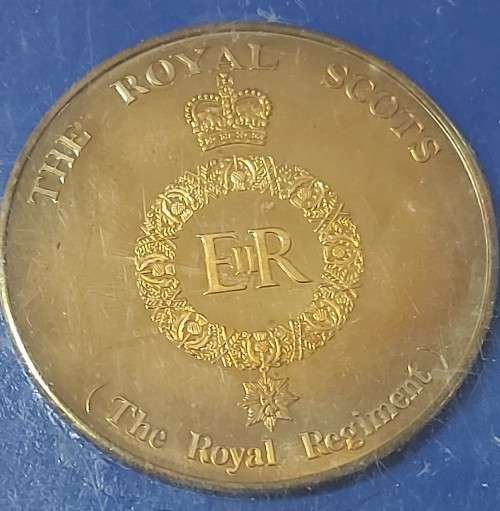 THE ROYAL SCOTS
EIIR
(The Royal Regiment)